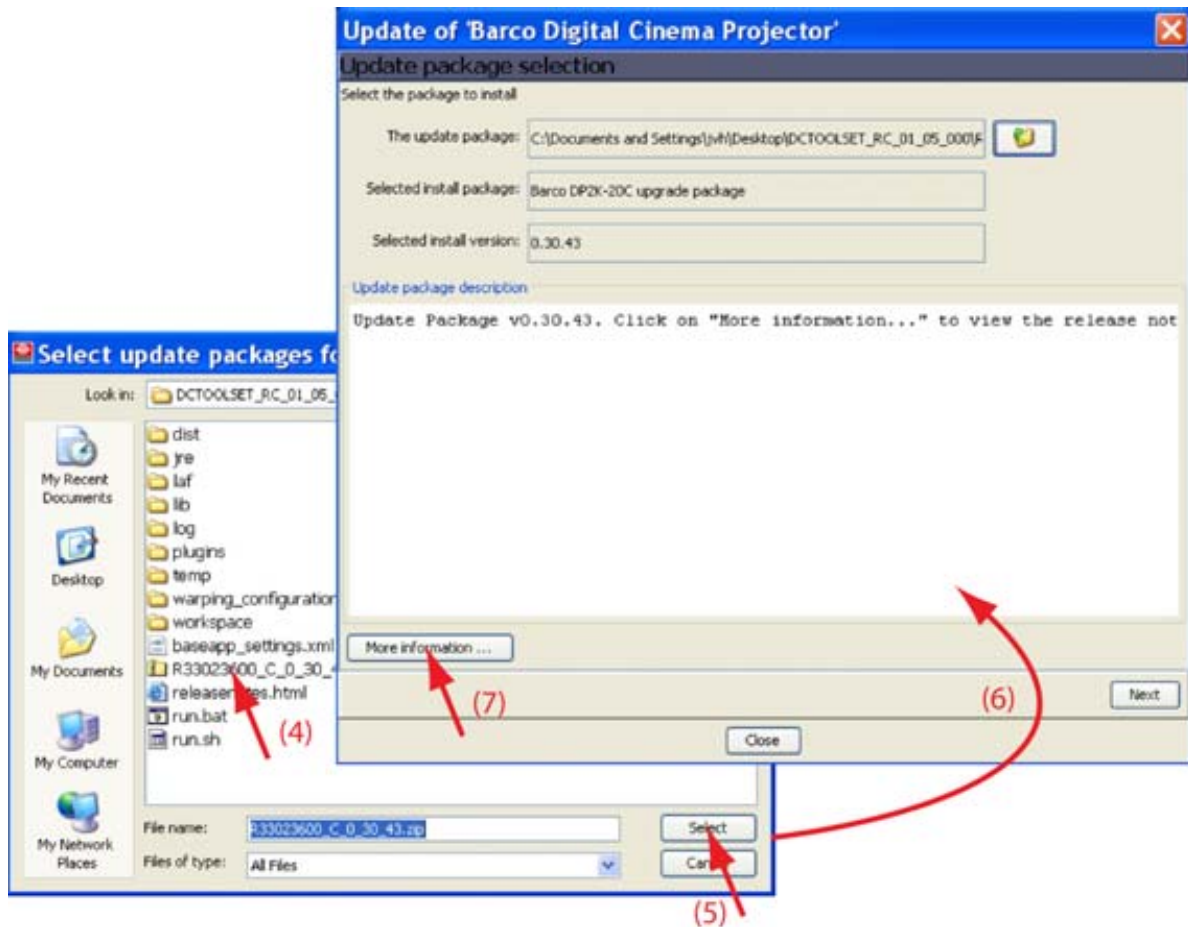 Update of 'Barco Digital Cinema Projector'
Update package selection
Select the package to install
The update package: C:\Documents and Settings\jvh\Desktop\DCTOOLSET_RC_01_05_000\R
Selected install package: Barco DP2K-20C upgrade package
Selected install version: 0.30.43
Update package description
Update Package v0.30.43. Click on "More information..." to view the release not
More information ...
(7)
(6)
Next
Close
Select update packages fo
Look in: DCTOOLSET_RC_01_05_
My Recent Documents
Desktop
My Documents
My Computer
My Network Places
dist
jre
laf
lib
log
plugins
temp
warping_configuration
workspace
baseapp_settings.xml
R33023600_C_0_30_4
releasenotes.html
run.bat
run.sh
(4)
File name: R33023600_C_0_30_43.zip
Select
Files of type: All Files
(5)